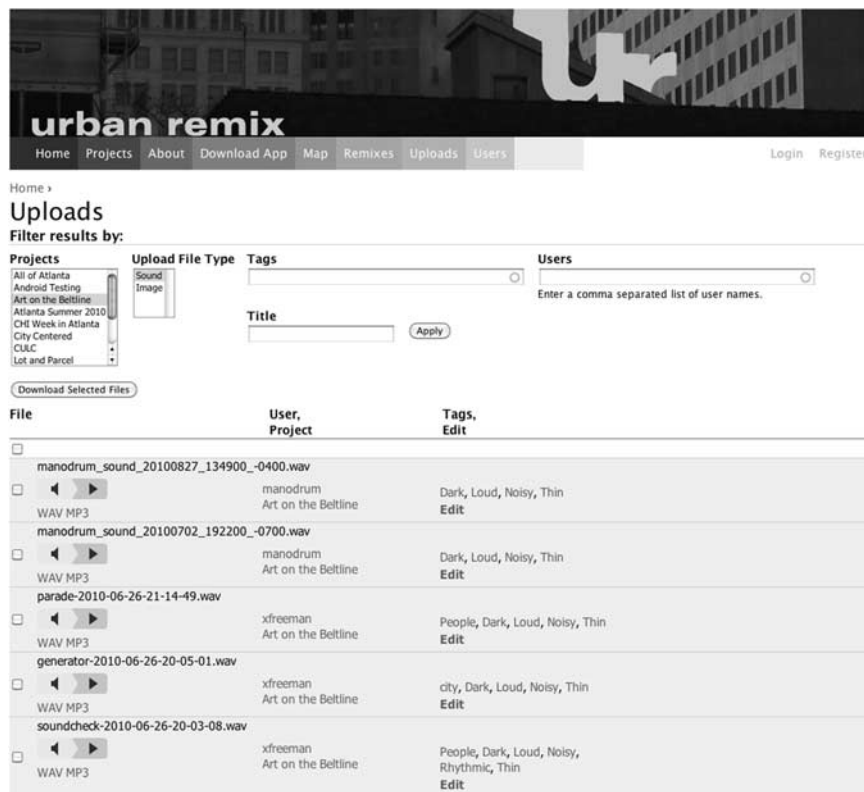 ur
urban remix
Home Projects About Download App Map Remixes Uploads Users Login Register
Home ›
Uploads
Filter results by:
Projects Upload File Type Tags Users
All of Atlanta
Android Testing
Art on the Beltline
Atlanta Summer 2010
CHI Week in Atlanta
City Centered
CULC
Lot and Parcel
Sound
Image
Enter a comma separated list of user names.
Title
Apply
Download Selected Files
File User, Project Tags, Edit
manodrum_sound_20100827_134900_-0400.wav
manodrum
Art on the Beltline
Dark, Loud, Noisy, Thin
Edit
WAV MP3
manodrum_sound_20100702_192200_-0700.wav
manodrum
Art on the Beltline
Dark, Loud, Noisy, Thin
Edit
WAV MP3
parade-2010-06-26-21-14-49.wav
xfreeman
Art on the Beltline
People, Dark, Loud, Noisy, Thin
Edit
WAV MP3
generator-2010-06-26-20-05-01.wav
xfreeman
Art on the Beltline
city, Dark, Loud, Noisy, Thin
Edit
WAV MP3
soundcheck-2010-06-26-20-03-08.wav
xfreeman
Art on the Beltline
People, Dark, Loud, Noisy,
Rhythmic, Thin
Edit
WAV MP3